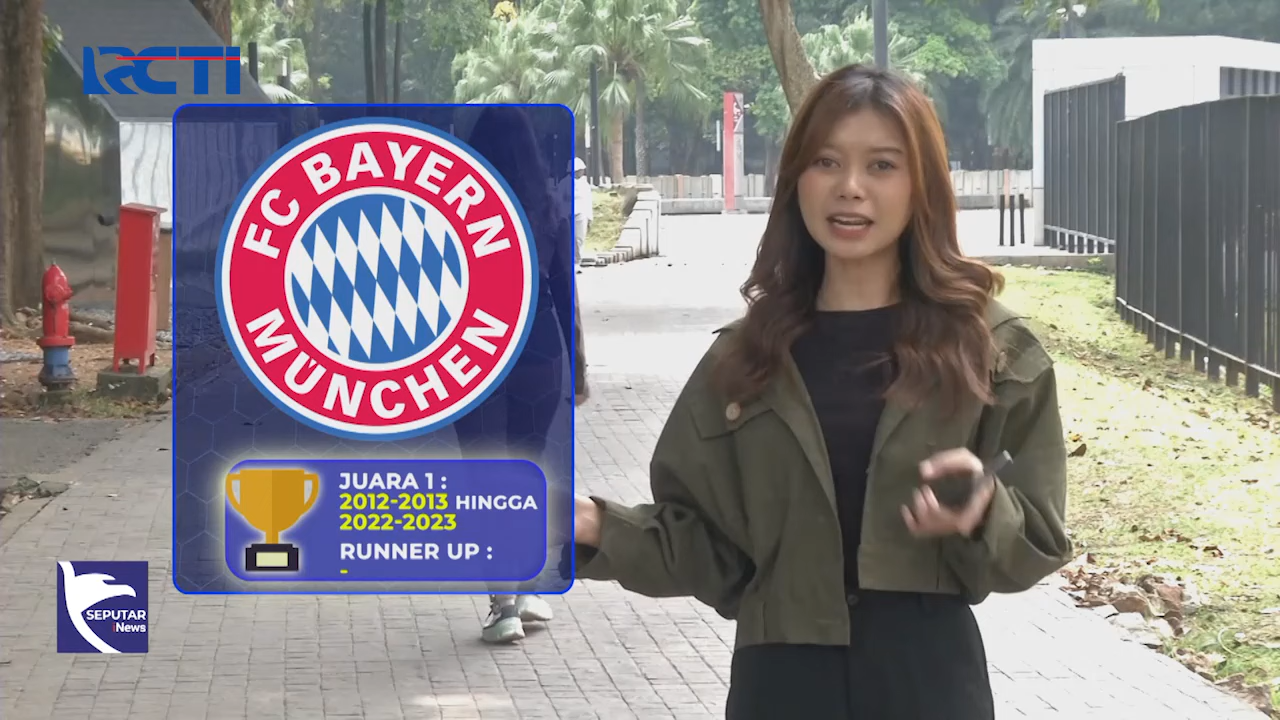 RCTI
FC BAYERN
MÜNCHEN
JUARA 1 :
2012-2013 HINGGA
2022-2023
RUNNER UP :
-
SEPUTAR
iNews